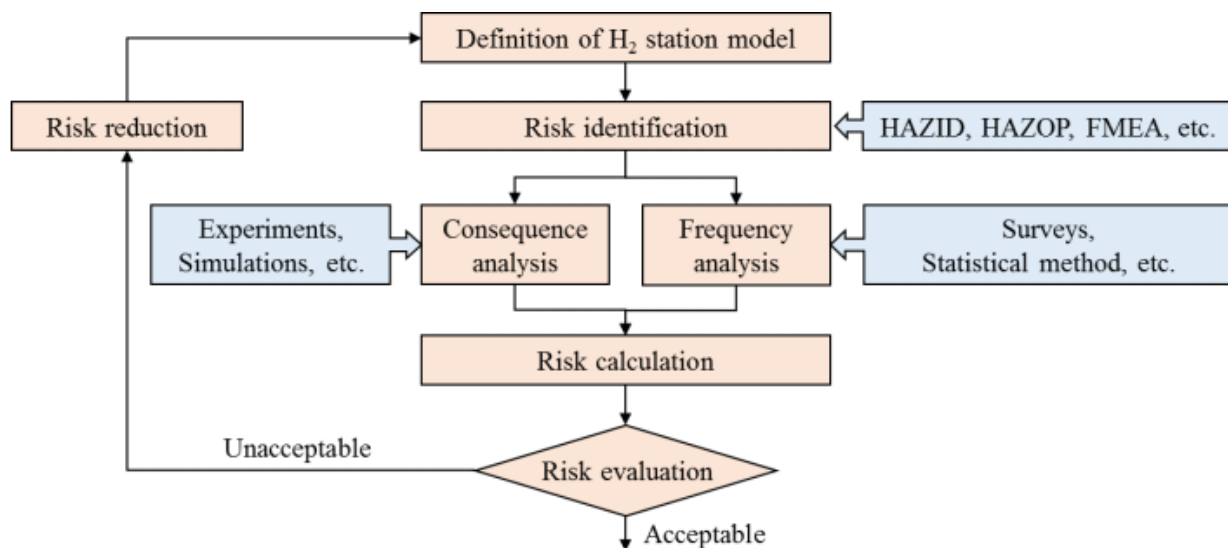 Definition of H₂ station model
Risk reduction
Risk identification
HAZID, HAZOP, FMEA, etc.
Experiments,
Simulations, etc.
Consequence
analysis
Frequency
analysis
Surveys,
Statistical method, etc.
Risk calculation
Unacceptable
Risk evaluation
Acceptable